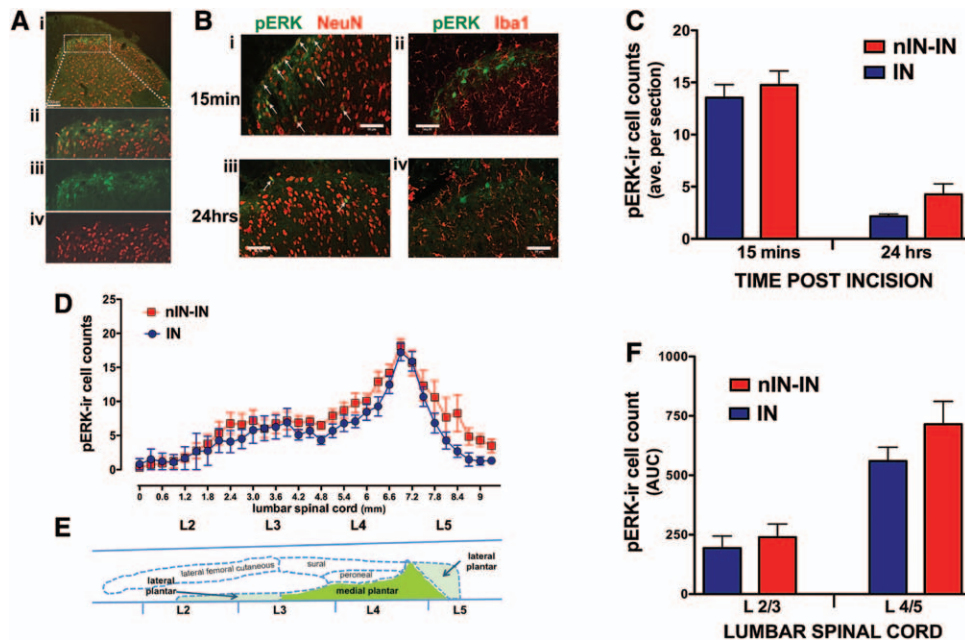 A
i
ii
iii
iv
B
pERK NeuN
pERK Iba1
i
ii
15min
iii
iv
24hrs
C
pERK-ir cell counts
(ave. per section)
20
15
10
5
0
nIN-IN
IN
15 mins
24 hrs
TIME POST INCISION
D
nIN-IN
IN
pERK-ir cell counts
25
20
15
10
5
0
0 0.6 1.2 1.8 2.4 3.0 3.6 4.2 4.8 5.4 6 6.6 7.2 7.8 8.4 9
lumbar spinal cord (mm)
L2 L3 L4 L5
E
lateral femoral cutaneous
sural
peroneal
lateral
plantar
lateral
plantar
medial plantar
L2 L3 L4 L5
F
pERK-ir cell count
(AUC)
1000
750
500
250
0
nIN-IN
IN
L 2/3
L 4/5
LUMBAR SPINAL CORD